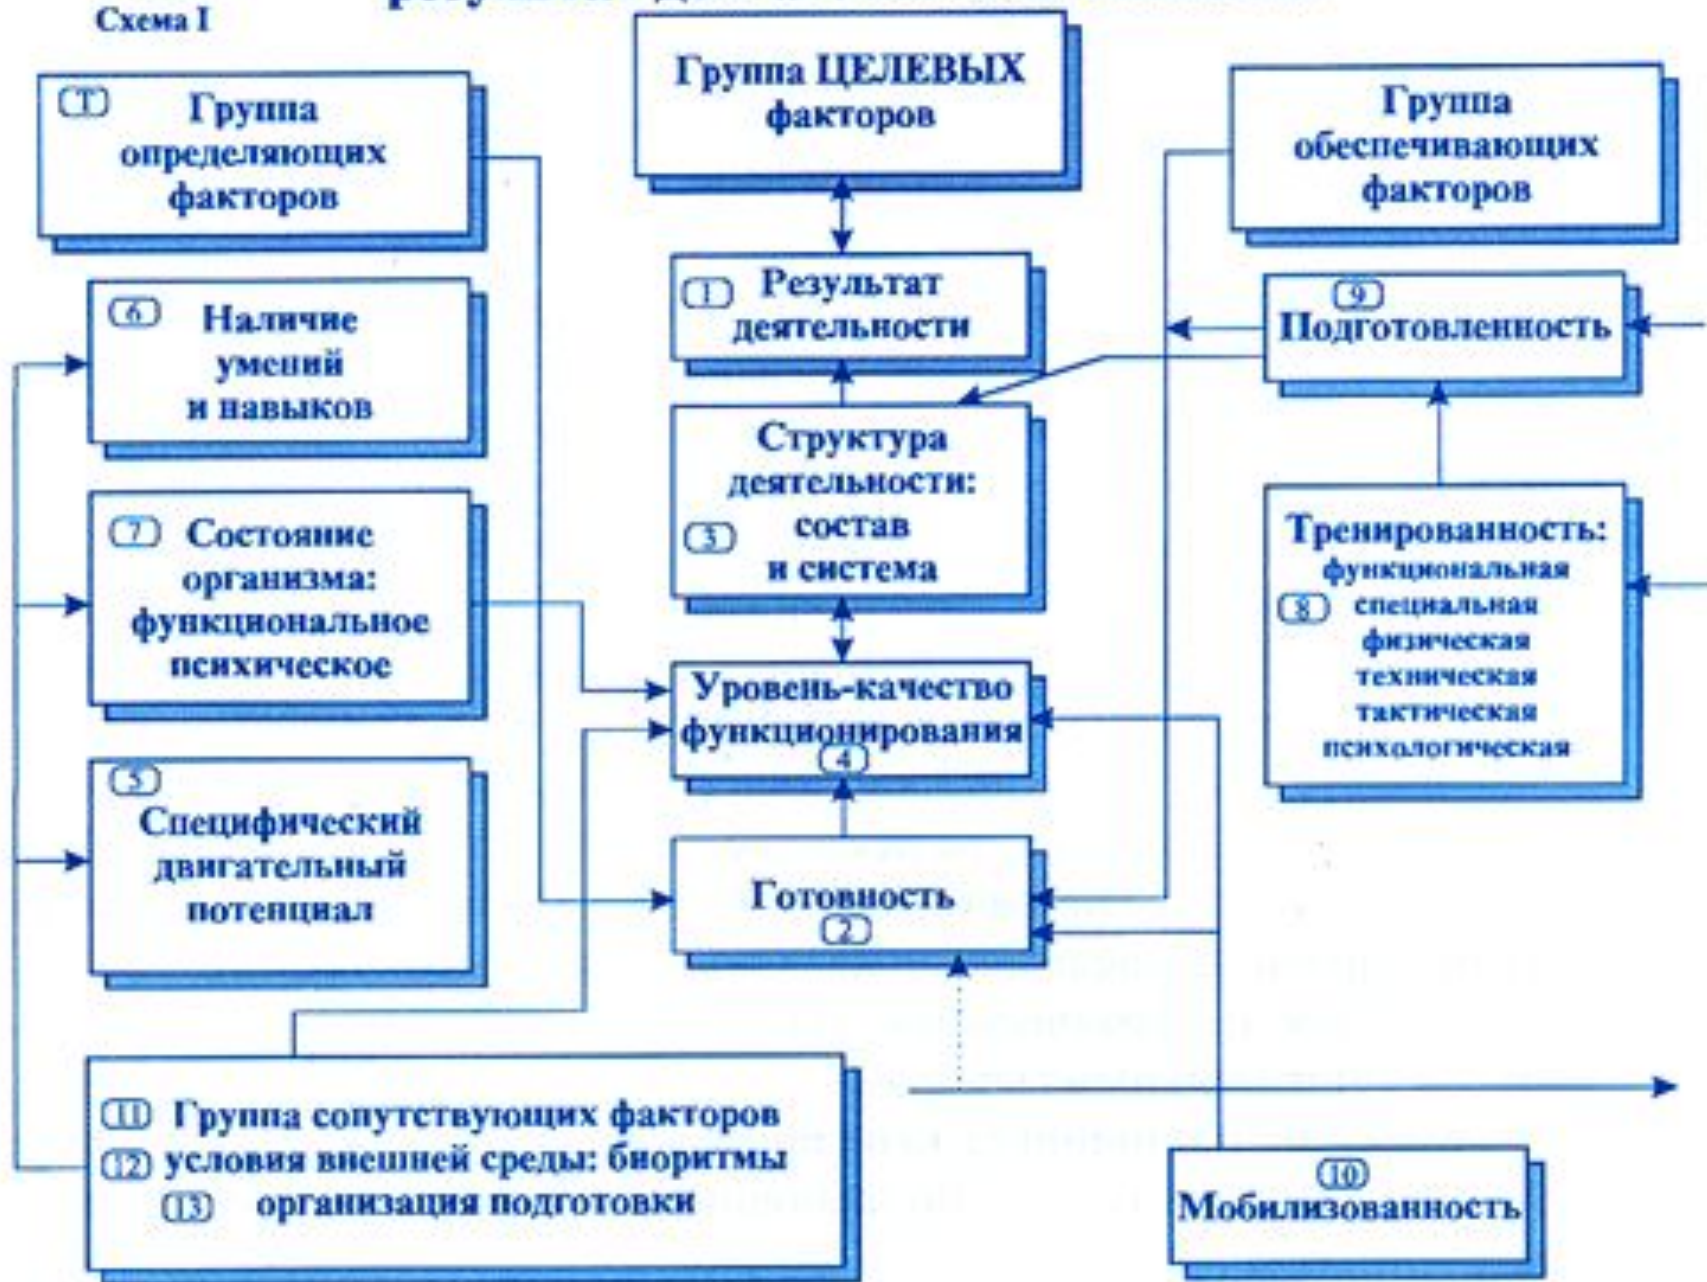 Схема I
Группа ЦЕЛЕВЫХ
факторов
1 Группа
определяющих
факторов
Группа
обеспечивающих
факторов
1 Результат
деятельности
6 Наличие
умений
и навыков
9
Подготовленность
Структура
деятельности:
3 состав
и система
7 Состояние
организма:
функциональное
психическое
Тренированность:
функциональная
8 специальная
физическая
техническая
тактическая
психологическая
Уровень-качество
функционирования
4
5
Специфический
двигательный
потенциал
Готовность
2
11 Группа сопутствующих факторов
12 условия внешней среды: биоритмы
13 организация подготовки
10
Мобилизованность